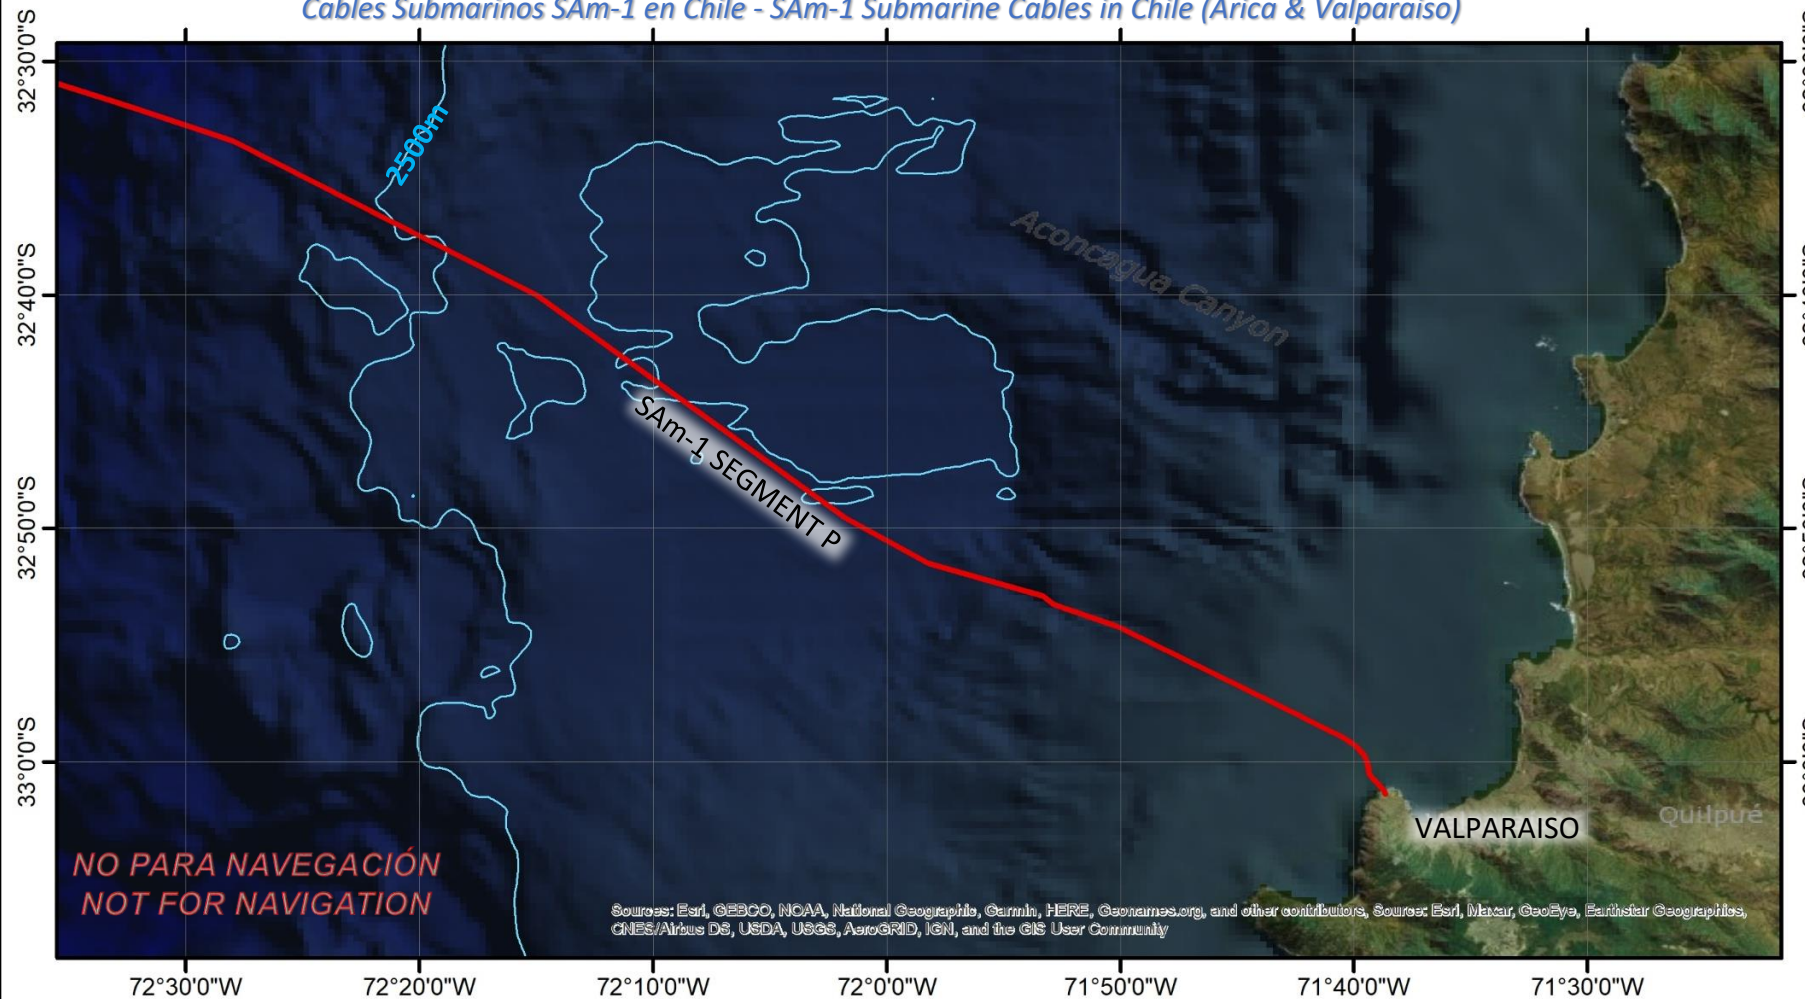 Cables Submarinos SAm-1 en Chile - SAm-1 Submarine Cables in Chile (Arica & Valparaiso)
32°30'0"S
2500m
Aconcagua Canyon
32°40'0"S
SAm-1 SEGMENT P
32°50'0"S
33°0'0"S
VALPARAISO
Quilpué
NO PARA NAVEGACIÓN
NOT FOR NAVIGATION
Sources: Esri, GEBCO, NOAA, National Geographic, Garmin, HERE, Geonames.org, and other contributors, Source: Esri, Maxar, GeoEye, Earthstar Geographics,
CNES/Airbus DS, USDA, USGS, AeroGRID, IGN, and the GIS User Community
72°30'0"W 72°20'0"W 72°10'0"W 72°0'0"W 71°50'0"W 71°40'0"W 71°30'0"W